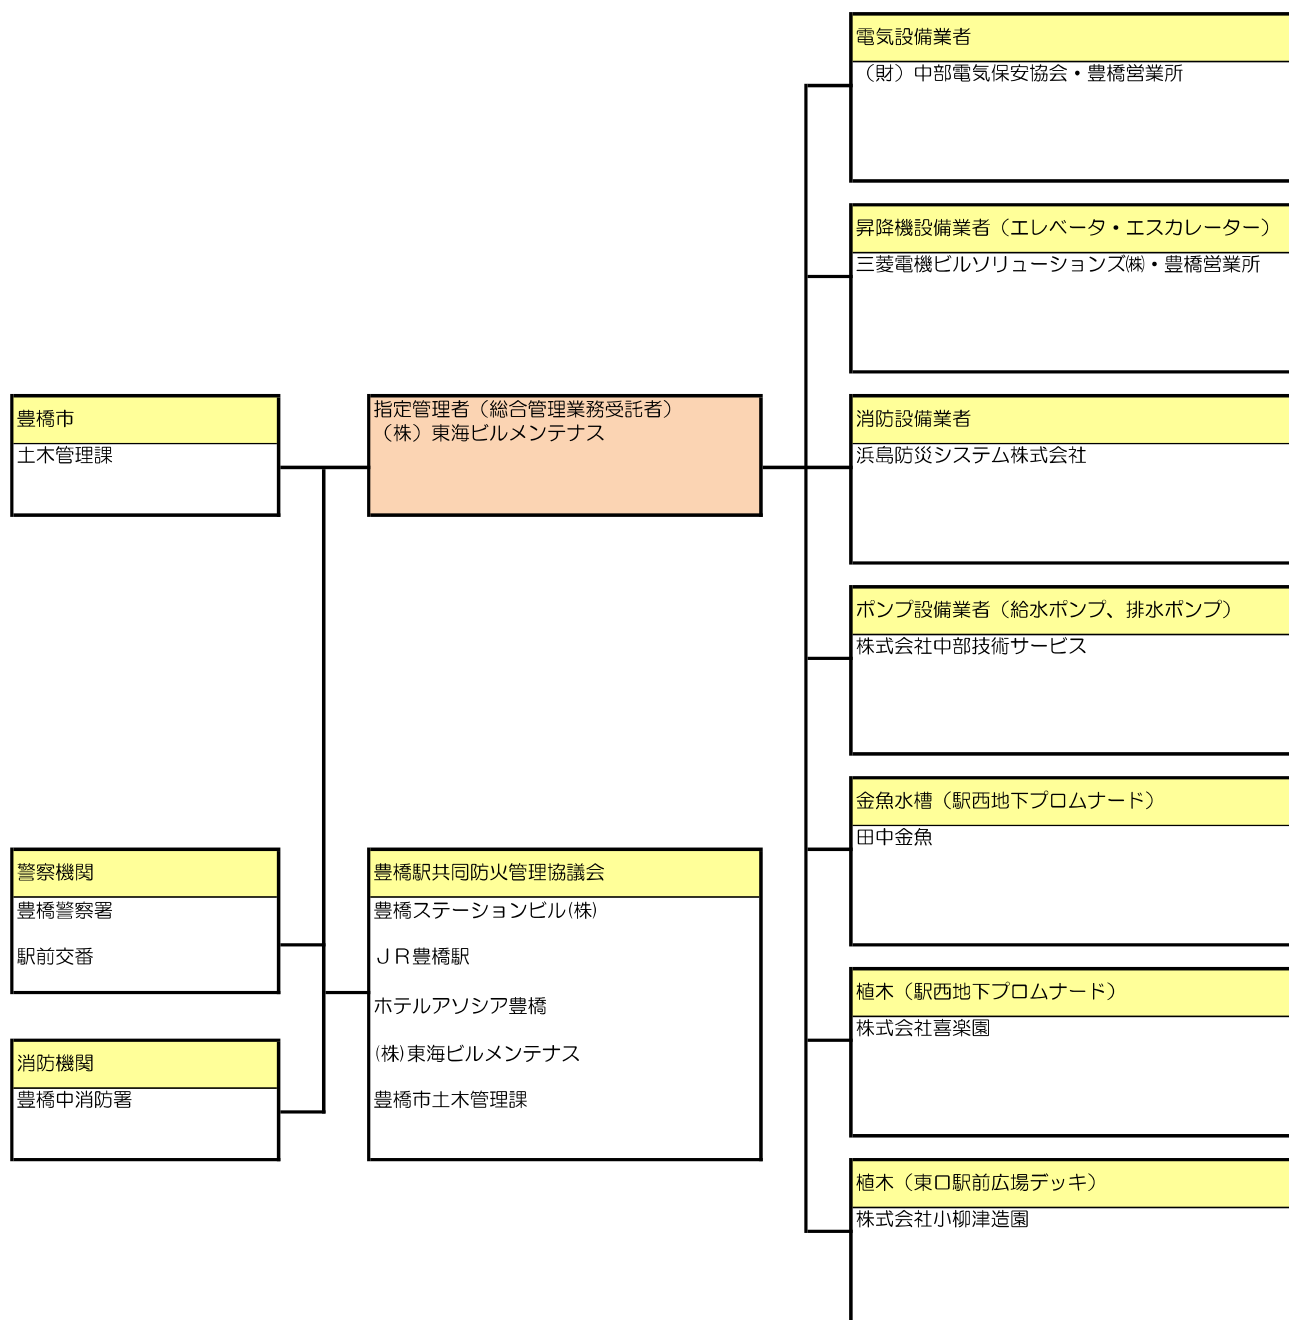 豊橋市
土木管理課
指定管理者（総合管理業務受託者）
（株）東海ビルメンテナス
警察機関
豊橋警察署
駅前交番
消防機関
豊橋中消防署
豊橋駅共同防火管理協議会
豊橋ステーションビル(株)
ＪＲ豊橋駅
ホテルアソシア豊橋
(株)東海ビルメンテナス
豊橋市土木管理課
電気設備業者
（財）中部電気保安協会・豊橋営業所
昇降機設備業者（エレベータ・エスカレーター）
三菱電機ビルソリューションズ㈱・豊橋営業所
消防設備業者
浜島防災システム株式会社
ポンプ設備業者（給水ポンプ、排水ポンプ）
株式会社中部技術サービス
金魚水槽（駅西地下プロムナード）
田中金魚
植木（駅西地下プロムナード）
株式会社喜楽園
植木（東口駅前広場デッキ）
株式会社小柳津造園